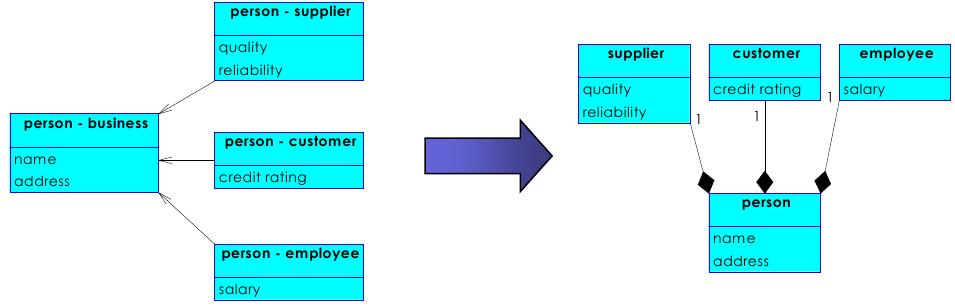 person - supplier
quality
reliability
person - business
name
address
person - customer
credit rating
person - employee
salary
supplier
quality
reliability
customer
credit rating
employee
salary
1
1
1
person
name
address